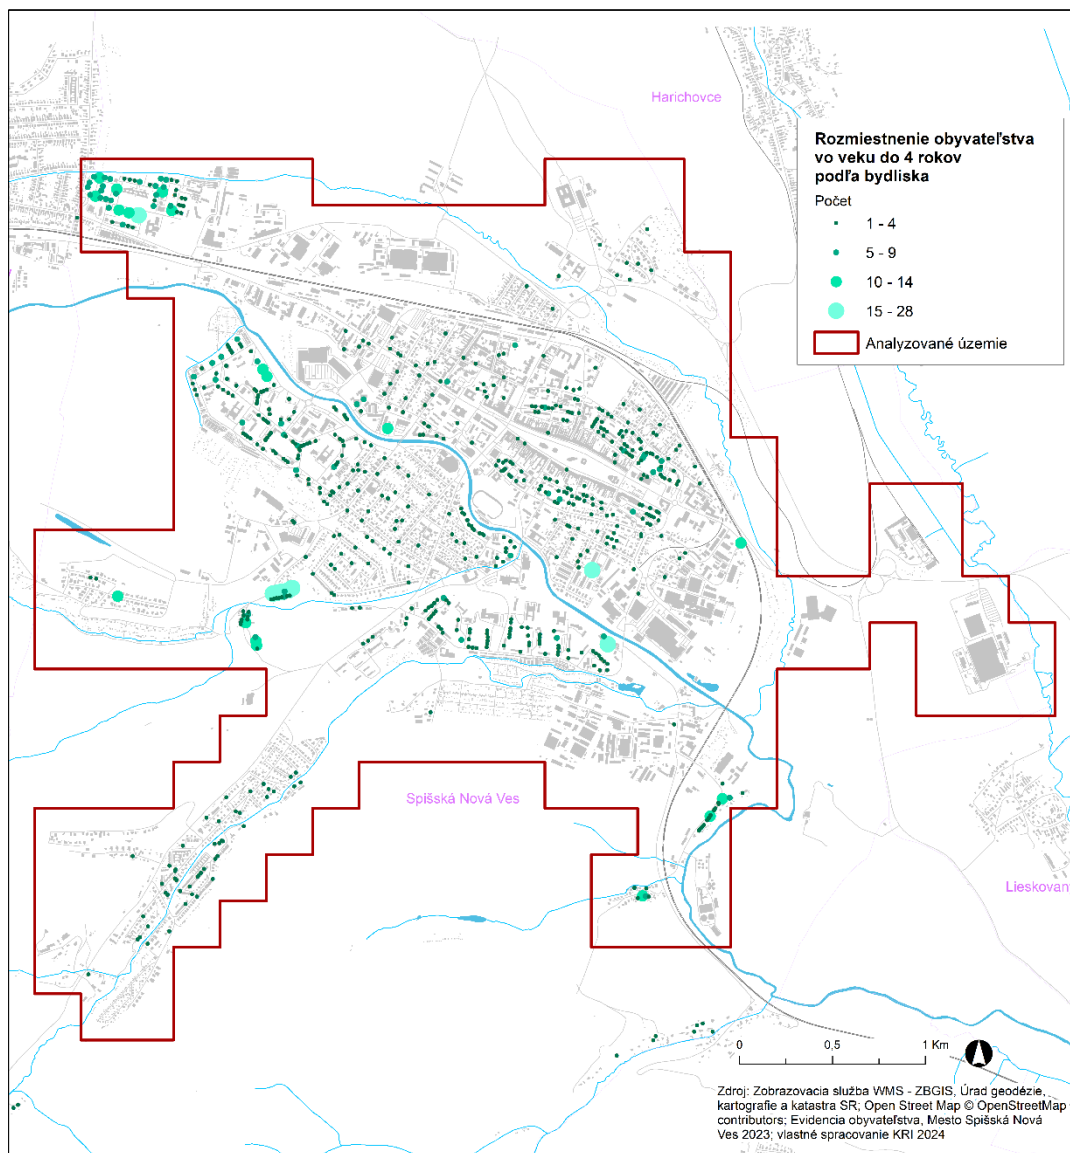 Harichovce
Rozmiestnenie obyvateľstva
vo veku do 4 rokov
podľa bydliska
Počet
1 - 4
5 - 9
10 - 14
15 - 28
Analyzované územie
Spišská Nová Ves
Lieskovan
0
0,5
1 Km
Zdroj: Zobrazovacia služba WMS - ZBGIS, Úrad geodézie,
kartografie a katastra SR; Open Street Map © OpenStreetMap
contributors; Evidencia obyvateľstva, Mesto Spišská Nová
Ves 2023; vlastné spracovanie KRI 2024